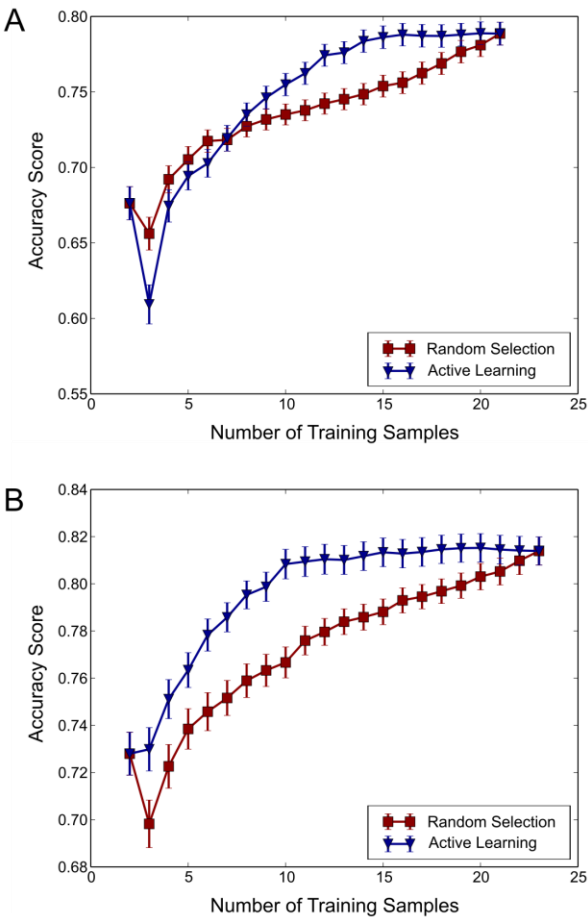 A
0.80
0.75
0.70
0.65
0.60
0.55
Accuracy Score
Random Selection
Active Learning
0 5 10 15 20 25
Number of Training Samples
B
0.84
0.82
0.80
0.78
0.76
0.74
0.72
0.70
0.68
Accuracy Score
Random Selection
Active Learning
0 5 10 15 20 25
Number of Training Samples